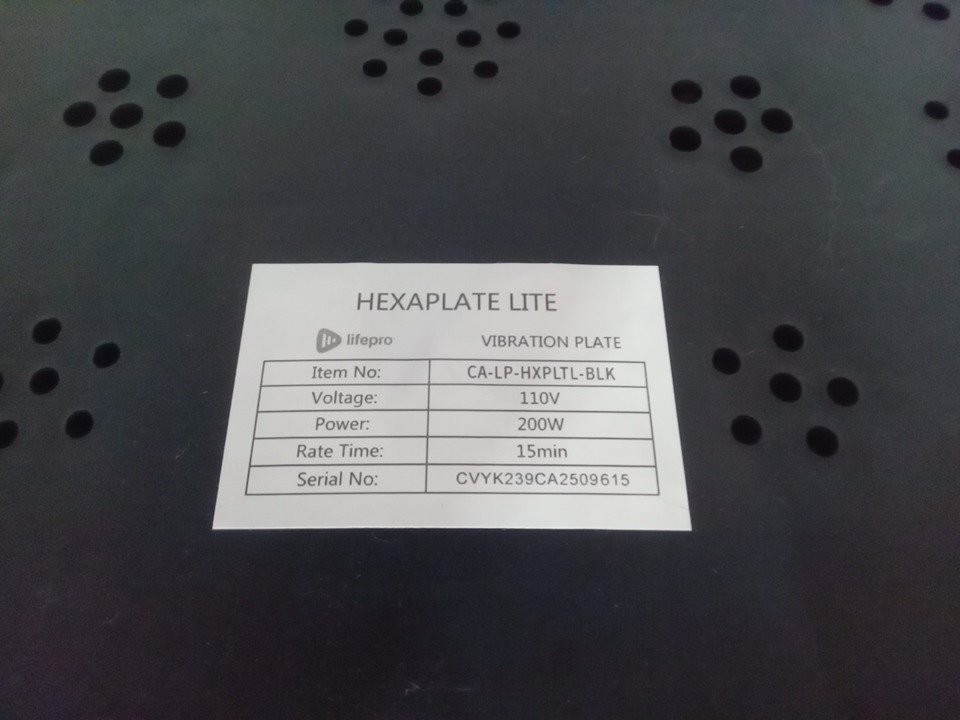 HEXAPLATE LITE
lifepro VIBRATION PLATE
Item No: CA-LP-HXPLTL-BLK
Voltage: 110V
Power: 200W
Rate Time: 15min
Serial No: CVYK239CA2509615